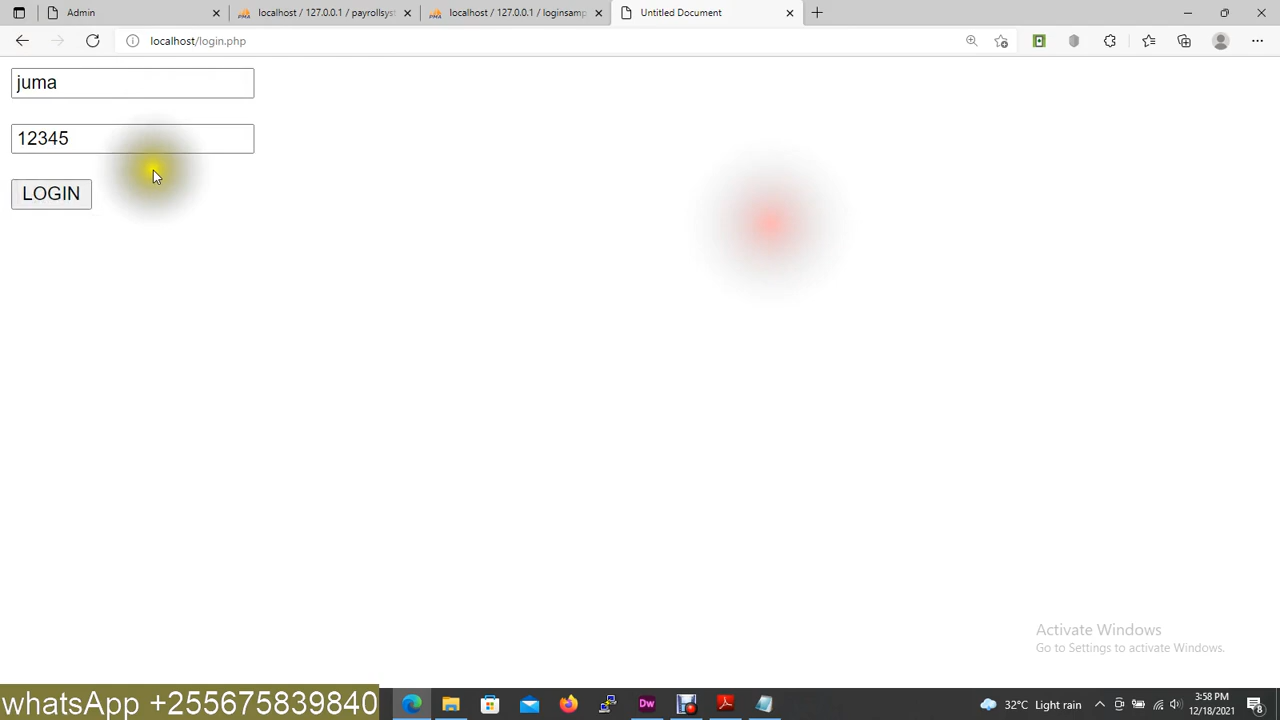 Admin
localhost / 127.0.0.1 / payrollsyst
localhost / 127.0.0.1 / loginsamp
Untitled Document
localhost/login.php
juma
12345
LOGIN
Activate Windows
Go to Settings to activate Windows.
whatsApp +255675839840
Dw
32°C Light rain
3:58 PM
12/18/2021
8